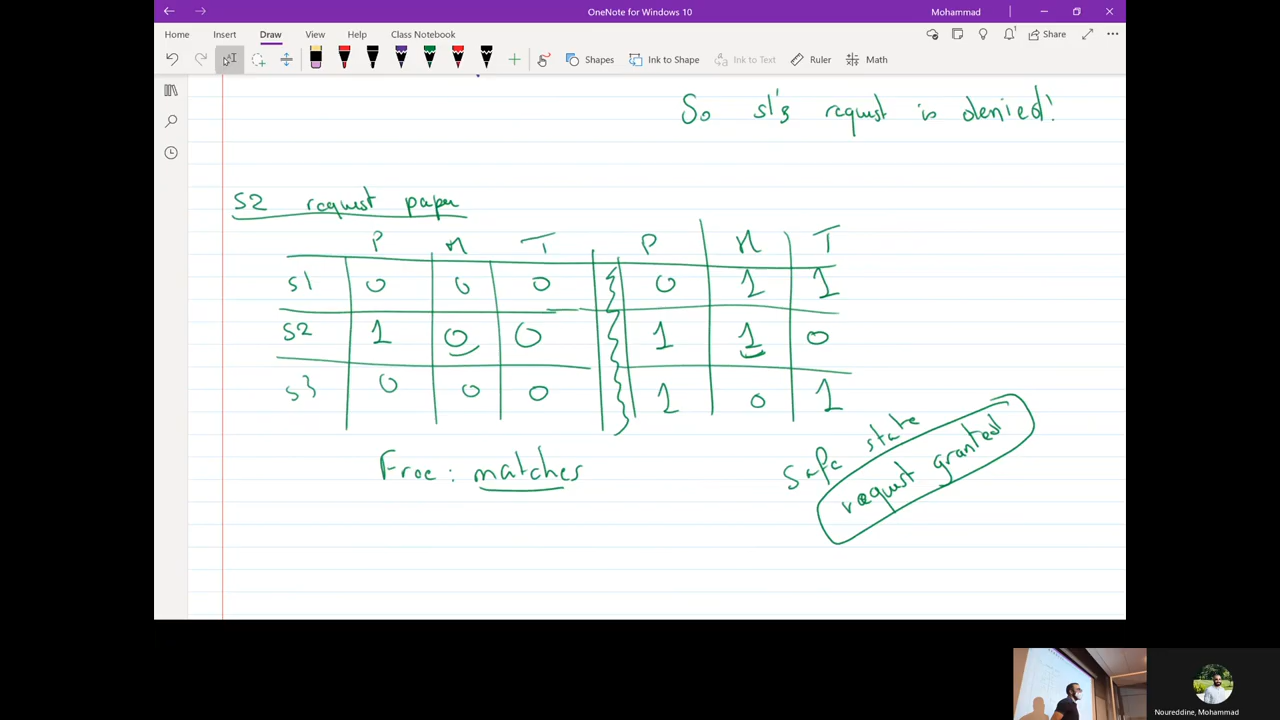 OneNote for Windows 10
Mohammad
Home Insert Draw View Help Class Notebook
Share
Shapes Ink to Shape Ink to Text Ruler Math
So s1's request is denied!
S2 request paper
P M T P M T
S1 0 0 0 0 1 1
S2 1 0 0 1 1 0
S3 0 0 0 1 0 1
Free: matches
Safe state
request granted
Noureddine, Mohammad